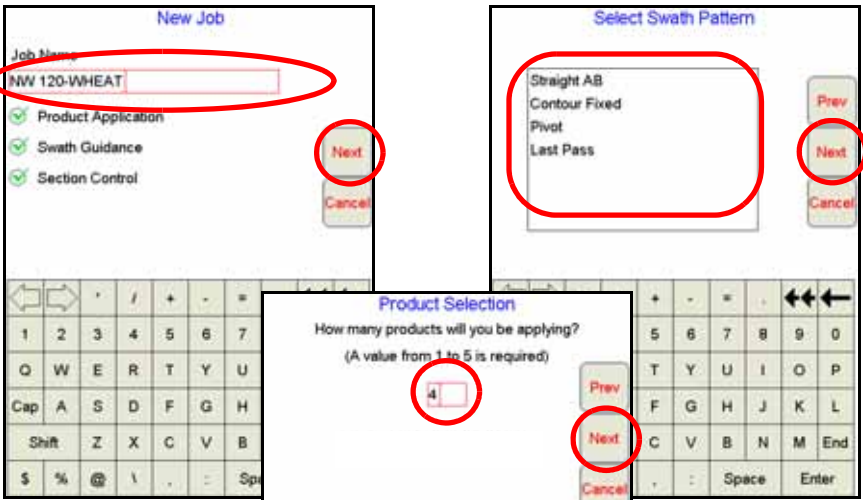 New Job
Job Name
NW 120-WHEAT
Product Application
Swath Guidance
Section Control
Next
Cancel
' / + - =
1 2 3 4 5 6 7
Q W E R T Y U
Cap A S D F G H
Shift Z X C V B
$ % @ \ , : Spa
Select Swath Pattern
Straight AB
Contour Fixed
Pivot
Last Pass
Prev
Next
Cancel
+ - = .
5 6 7 8 9 0
T Y U I O P
F G H J K L
C V B N M End
, : Space Enter
Product Selection
How many products will you be applying?
(A value from 1 to 5 is required)
4
Prev
Next
Cancel